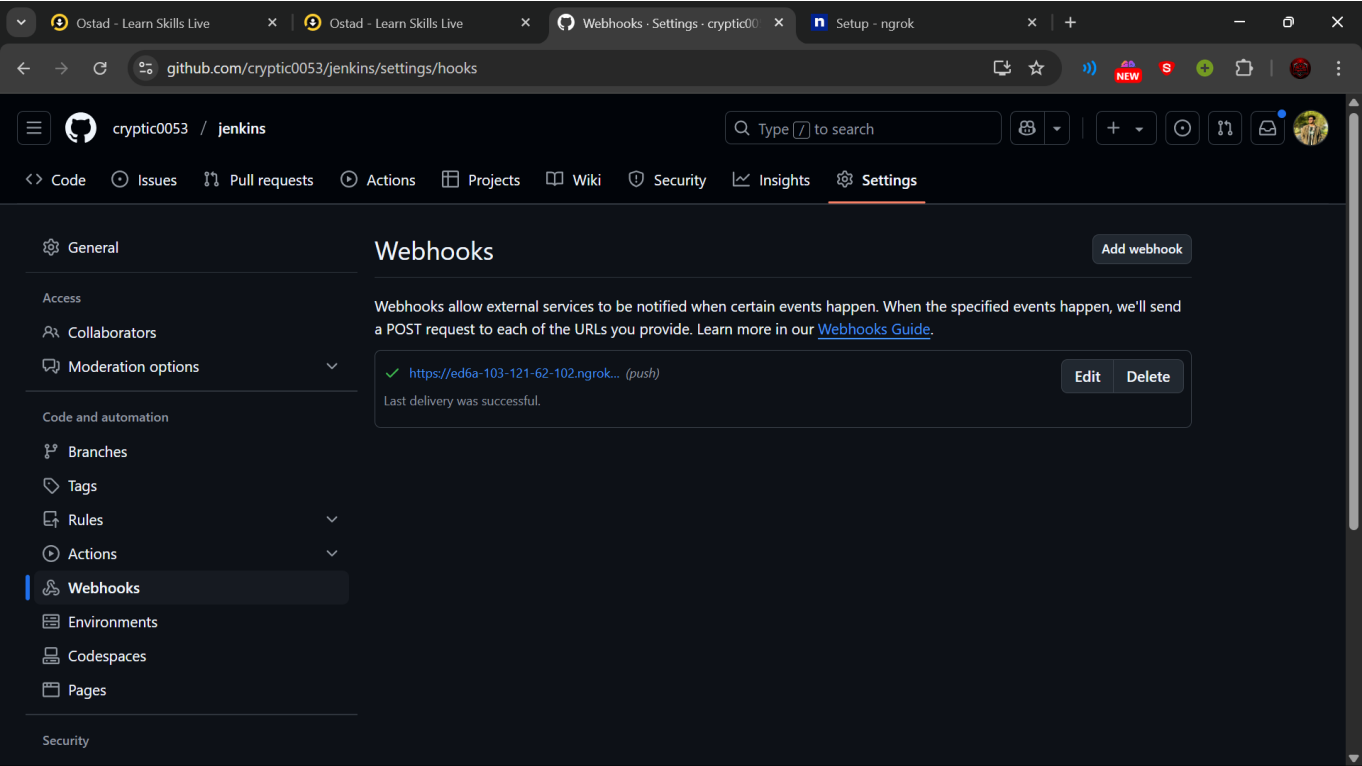 Ostad - Learn Skills Live
Ostad - Learn Skills Live
Webhooks · Settings · cryptic00
Setup - ngrok
github.com/cryptic0053/jenkins/settings/hooks
NEW
S
cryptic0053 / jenkins
Type / to search
Code
Issues
Pull requests
Actions
Projects
Wiki
Security
Insights
Settings
General
Access
Collaborators
Moderation options
Code and automation
Branches
Tags
Rules
Actions
Webhooks
Environments
Codespaces
Pages
Security
Webhooks
Add webhook
Webhooks allow external services to be notified when certain events happen. When the specified events happen, we'll send
a POST request to each of the URLs you provide. Learn more in our Webhooks Guide.
https://ed6a-103-121-62-102.ngrok... (push)
Edit
Delete
Last delivery was successful.